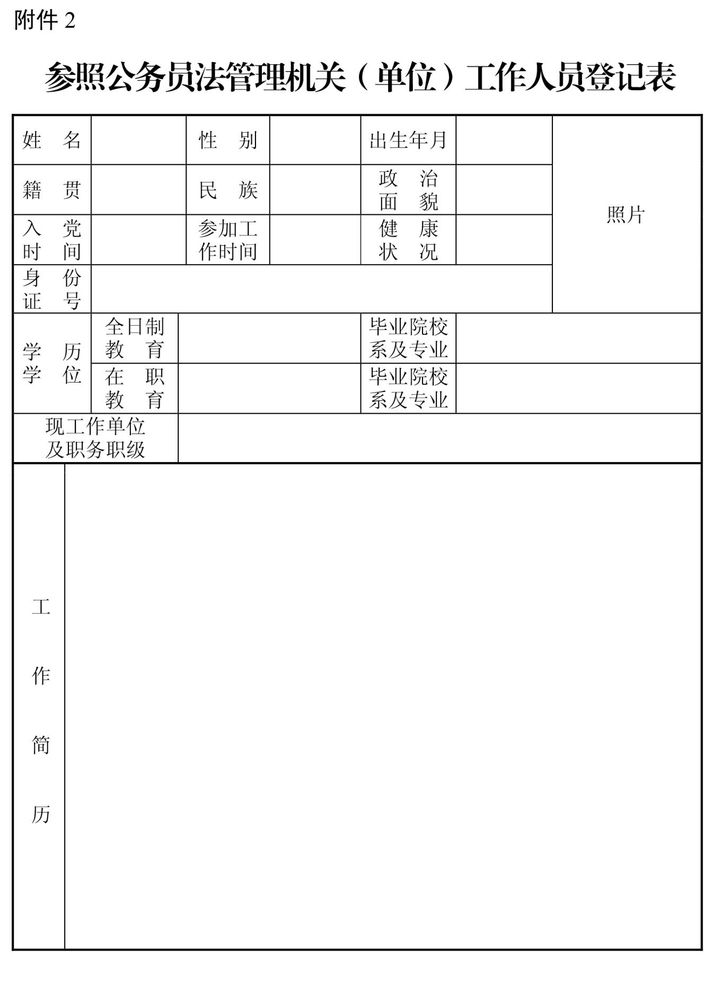 附件 2
参照公务员法管理机关（单位）工作人员登记表
姓 名
性 别
出生年月
照片
籍 贯
民 族
政 治
面 貌
入 党
时 间
参加工
作时间
健 康
状 况
身 份
证 号
学 历
学 位
全日制
教 育
毕业院校
系及专业
在 职
教 育
毕业院校
系及专业
现工作单位
及职务职级
工
作
简
历